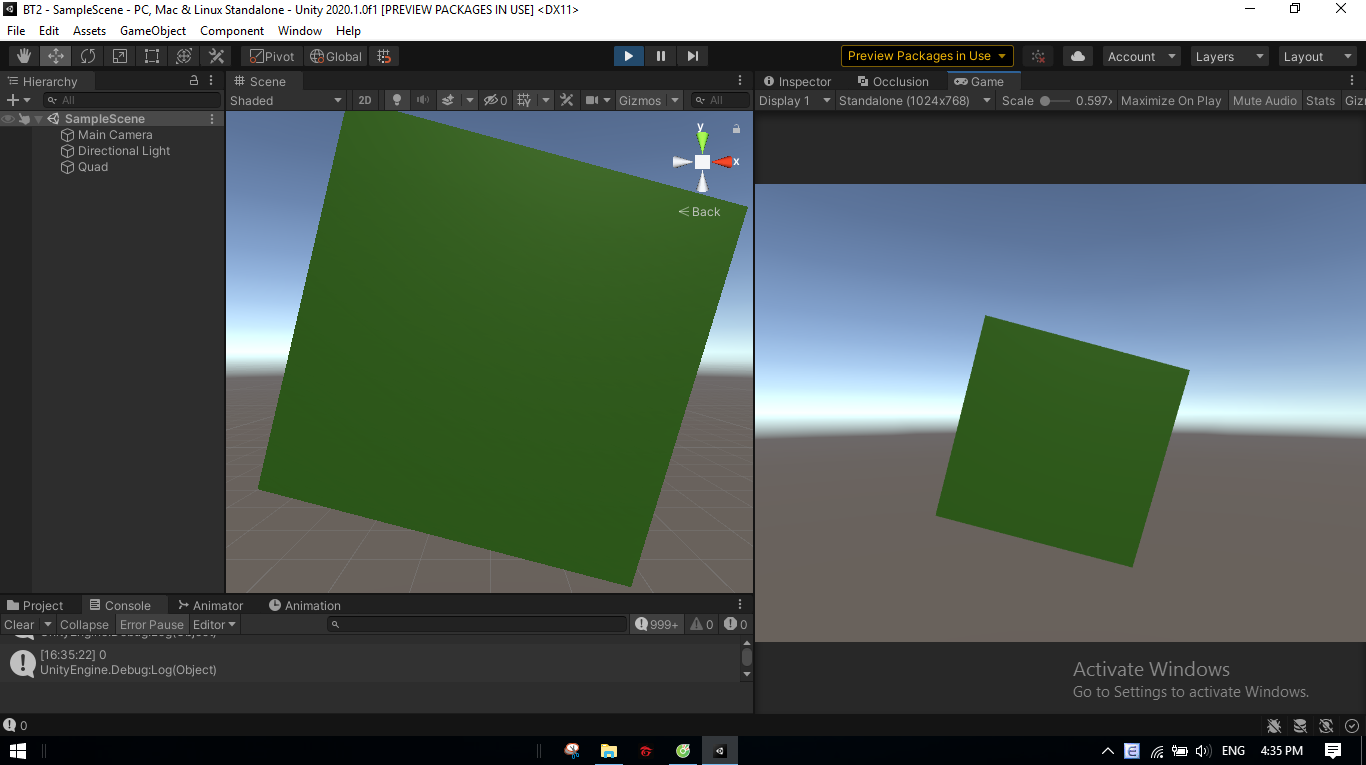 BT2 - SampleScene - PC, Mac & Linux Standalone - Unity 2020.1.0f1 [PREVIEW PACKAGES IN USE] <DX11>
File Edit Assets GameObject Component Window Help
Pivot Global Preview Packages in Use Account Layers Layout
Hierarchy Scene Inspector Occlusion Game
All Shaded 2D 0 Gizmos All Display 1 Standalone (1024x768) Scale 0.597x Maximize On Play Mute Audio Stats Giz
SampleScene
Main Camera
Directional Light
Quad
y
x
Back
Project Console Animator Animation
Clear Collapse Error Pause Editor 999+ 0 0
UnityEngine.Debug:Log(Object)
[16:35:22] 0
UnityEngine.Debug:Log(Object)
Activate Windows
Go to Settings to activate Windows.
0
ENG 4:35 PM